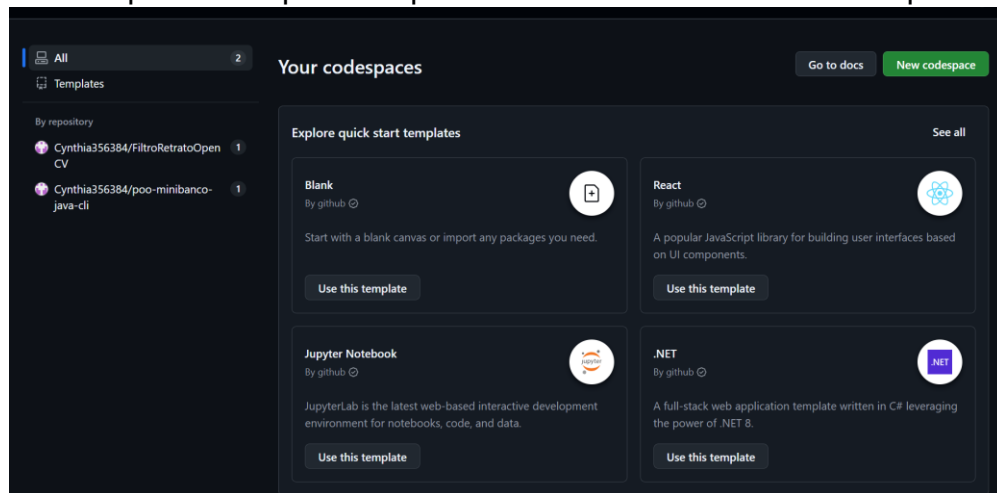 All 2
Templates
By repository
Cynthia356384/FiltroRetratoOpen 1
CV
Cynthia356384/poo-minibanco- 1
java-cli
Your codespaces
Go to docs New codespace
Explore quick start templates See all
Blank
By github
Start with a blank canvas or import any packages you need.
Use this template
React
By github
A popular JavaScript library for building user interfaces based
on UI components.
Use this template
Jupyter Notebook
By github
JupyterLab is the latest web-based interactive development
environment for notebooks, code, and data.
Use this template
jupyter
.NET
By github
A full-stack web application template written in C# leveraging
the power of .NET 8.
Use this template
.NET